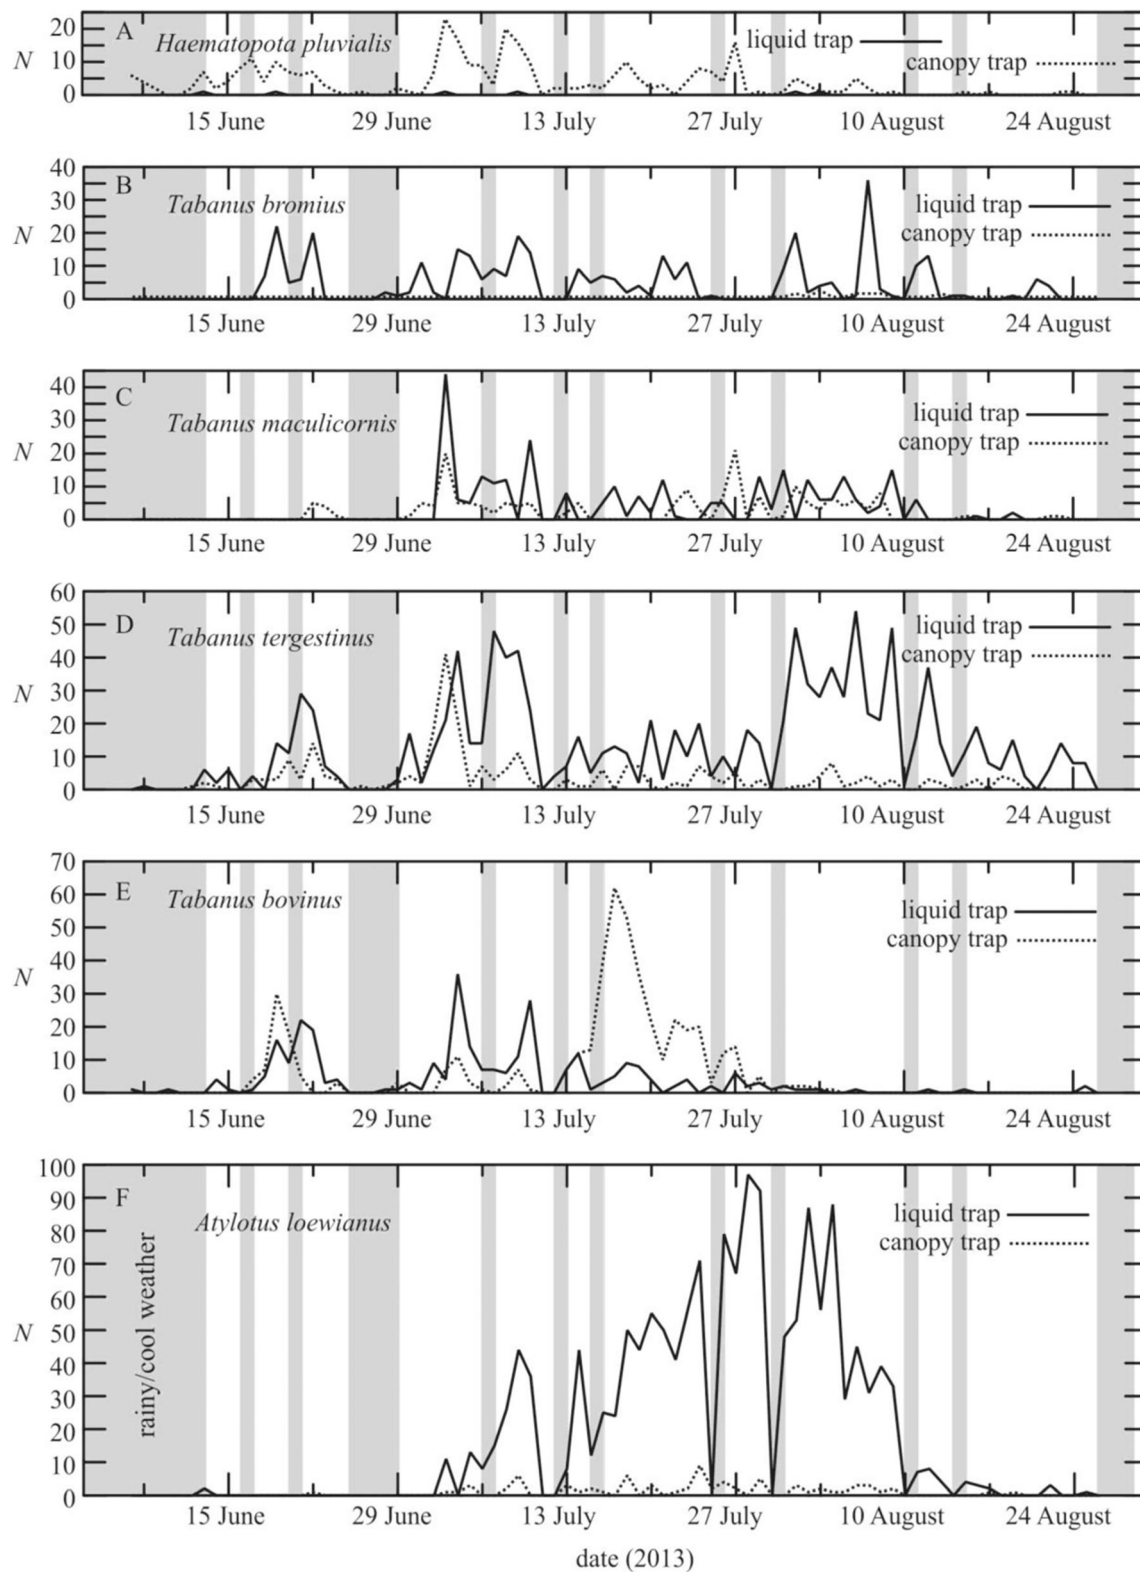 A
Haematopota pluvialis
liquid trap
canopy trap
N
20
10
0
15 June 29 June 13 July 27 July 10 August 24 August
B
Tabanus bromius
liquid trap
canopy trap
N
40
30
20
10
0
15 June 29 June 13 July 27 July 10 August 24 August
C
Tabanus maculicornis
liquid trap
canopy trap
N
40
30
20
10
0
15 June 29 June 13 July 27 July 10 August 24 August
D
Tabanus tergestinus
liquid trap
canopy trap
N
60
50
40
30
20
10
0
15 June 29 June 13 July 27 July 10 August 24 August
E
Tabanus bovinus
liquid trap
canopy trap
N
70
60
50
40
30
20
10
0
15 June 29 June 13 July 27 July 10 August 24 August
F
Atylotus loewianus
liquid trap
canopy trap
rainy/cool weather
N
100
90
80
70
60
50
40
30
20
10
0
15 June 29 June 13 July 27 July 10 August 24 August
date (2013)